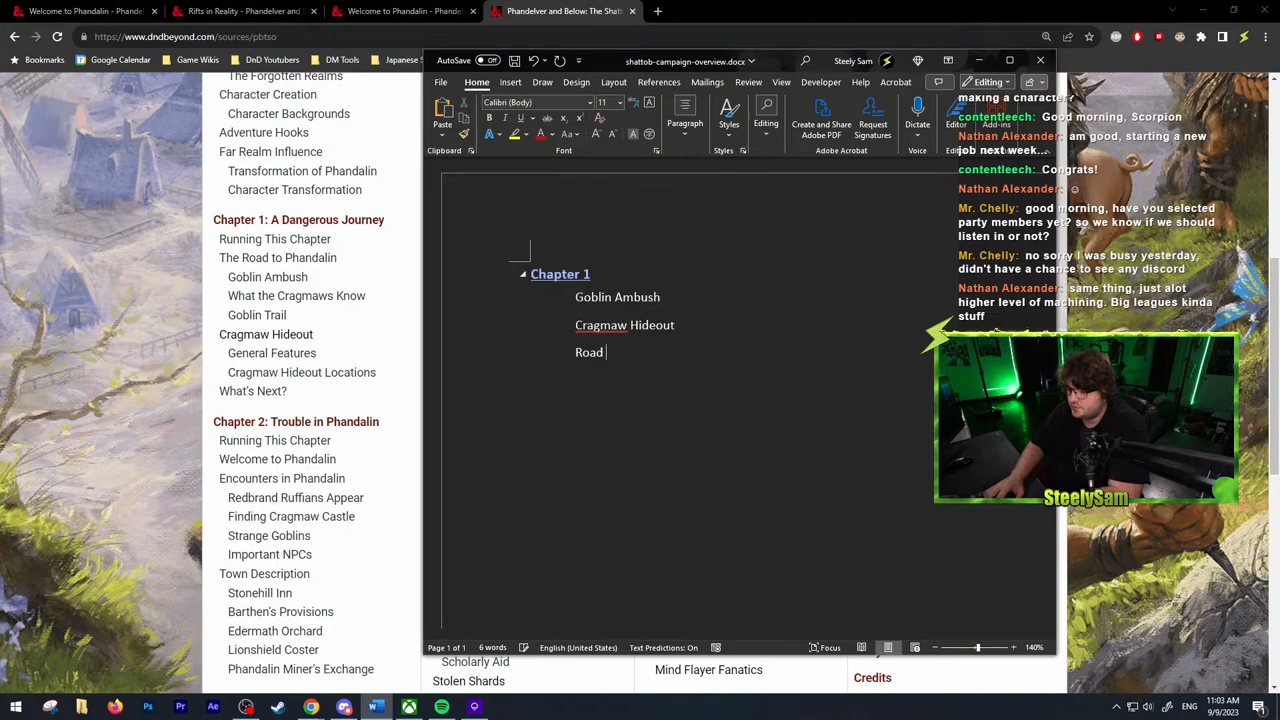 Welcome to Phandalin - Phandel
Rifts in Reality - Phandelver and B
Welcome to Phandalin - Phandel
Phandelver and Below: The Shatt
https://www.dndbeyond.com/sources/pbtso
Bookmarks
Google Calendar
Game Wikis
DnD Youtubers
DM Tools
Japanese S
The Forgotten Realms
Character Creation
Character Backgrounds
Adventure Hooks
Far Realm Influence
Transformation of Phandalin
Character Transformation
Chapter 1: A Dangerous Journey
Running This Chapter
The Road to Phandalin
Goblin Ambush
What the Cragmaws Know
Goblin Trail
Cragmaw Hideout
General Features
Cragmaw Hideout Locations
What's Next?
Chapter 2: Trouble in Phandalin
Running This Chapter
Welcome to Phandalin
Encounters in Phandalin
Redbrand Ruffians Appear
Finding Cragmaw Castle
Strange Goblins
Important NPCs
Town Description
Stonehill Inn
Barthen's Provisions
Edermath Orchard
Lionshield Coster
Phandalin Miner's Exchange
AutoSave Off
shattob-campaign-overview.docx
Steely Sam
File Home Insert Draw Design Layout References Mailings Review View Developer Help Acrobat
Editing
Paste
Calibri (Body) 11
Paragraph
Styles
Editing
Create and Share Adobe PDF
Request Signatures
Dictate
Editor
Add-ins
Clipboard
Font
Styles
Adobe Acrobat
Voice
Chapter 1
Goblin Ambush
Cragmaw Hideout
Road
Page 1 of 1
6 words
English (United States)
Text Predictions: On
Focus
140%
making a character?
contentleech: Good morning, Scorpion
Nathan Alexander: am good, starting a new
job next week...
contentleech: Congrats!
Nathan Alexander: ☺
Mr. Chelly: good morning, have you selected
party members yet? so we know if we should
listen in or not?
Mr. Chelly: no sorry I was busy yesterday,
didn't have a chance to see any discord
Nathan Alexander: same thing, just alot
higher level of machining. Big leagues kinda
stuff
SteelySam
Scholarly Aid
Stolen Shards
Mind Flayer Fanatics
Credits
11:03 AM
9/9/2023